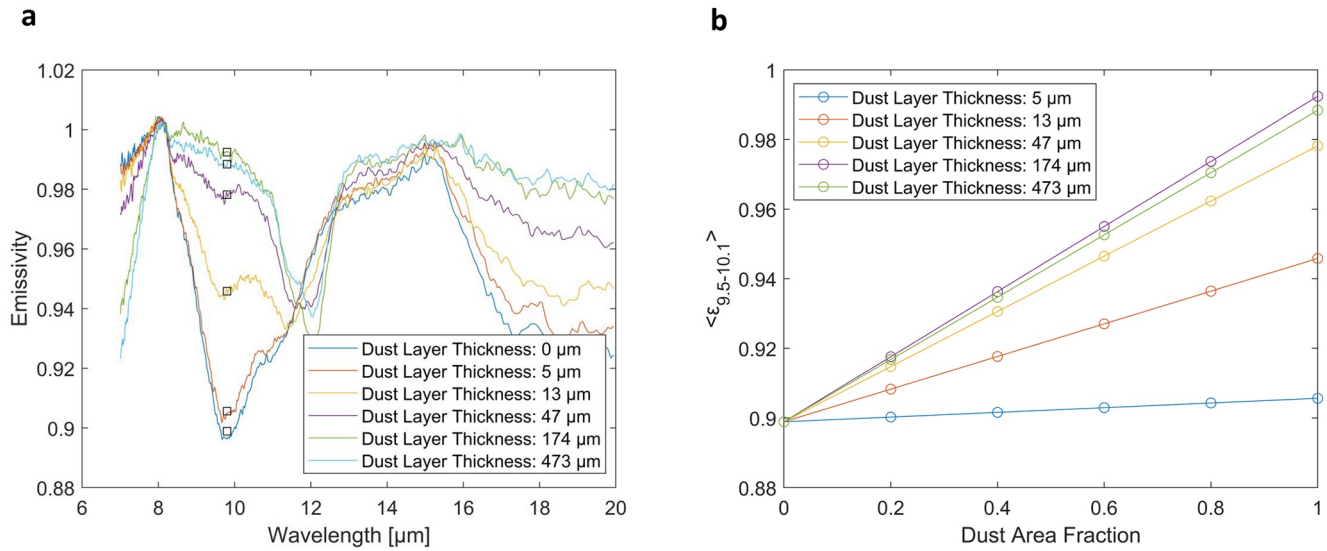 a
1.02
1
0.98
0.96
0.94
0.92
0.9
0.88
Emissivity
6
8
10
12
14
16
18
20
Wavelength [µm]
Dust Layer Thickness: 0 µm
Dust Layer Thickness: 5 µm
Dust Layer Thickness: 13 µm
Dust Layer Thickness: 47 µm
Dust Layer Thickness: 174 µm
Dust Layer Thickness: 473 µm
b
1
0.98
0.96
0.94
0.92
0.9
0.88
<ε9.5-10.1>
0
0.2
0.4
0.6
0.8
1
Dust Area Fraction
Dust Layer Thickness: 5 µm
Dust Layer Thickness: 13 µm
Dust Layer Thickness: 47 µm
Dust Layer Thickness: 174 µm
Dust Layer Thickness: 473 µm